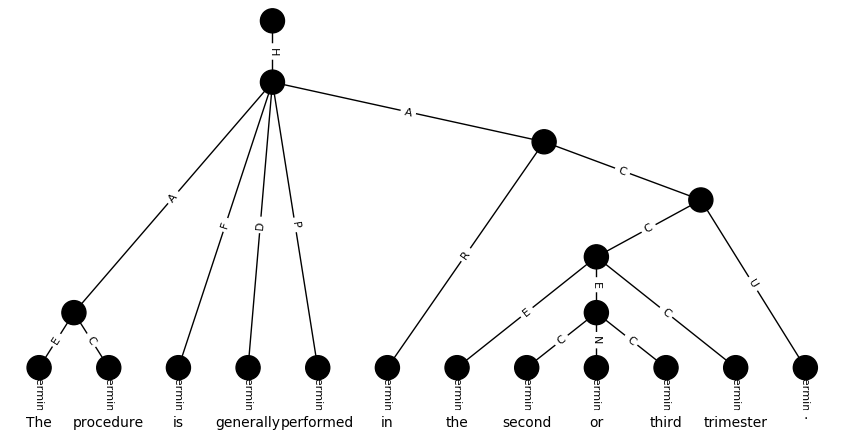 H
A
A
C
F
D
P
C
R
E
U
E
C
E
C
C
N
C
ermin ermin ermin ermin ermin ermin ermin ermin ermin ermin ermin ermin
The procedure is generally performed in the second or third trimester .